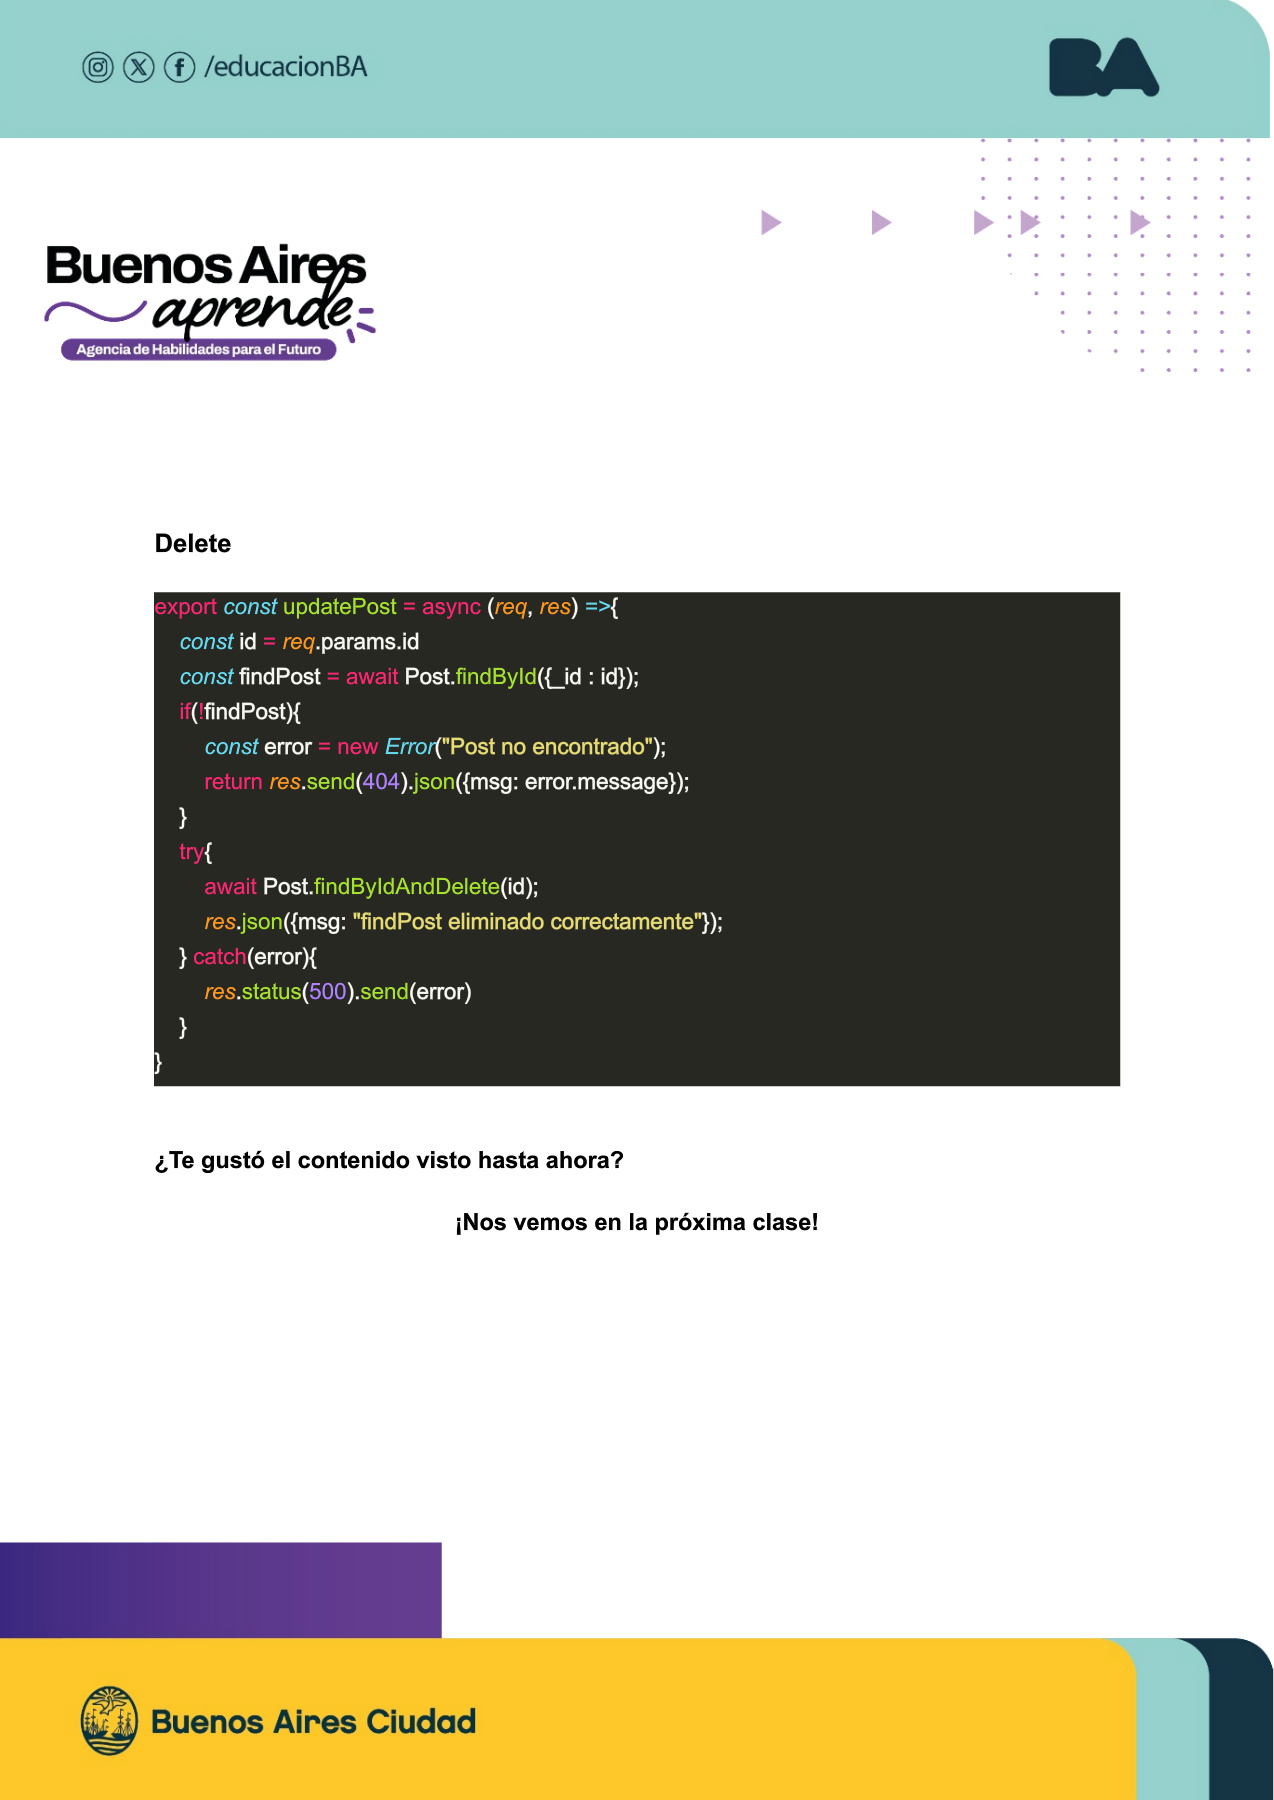 /educacionBA
BA
Buenos Aires
aprende
Agencia de Habilidades para el Futuro
Delete
export const updatePost = async (req, res) =>{
    const id = req.params.id
    const findPost = await Post.findById({_id : id});
    if(!findPost){
        const error = new Error("Post no encontrado");
        return res.send(404).json({msg: error.message});
    }
    try{
        await Post.findByIdAndDelete(id);
        res.json({msg: "findPost eliminado correctamente"});
    } catch(error){
        res.status(500).send(error)
    }
}
¿Te gustó el contenido visto hasta ahora?
¡Nos vemos en la próxima clase!
Buenos Aires Ciudad